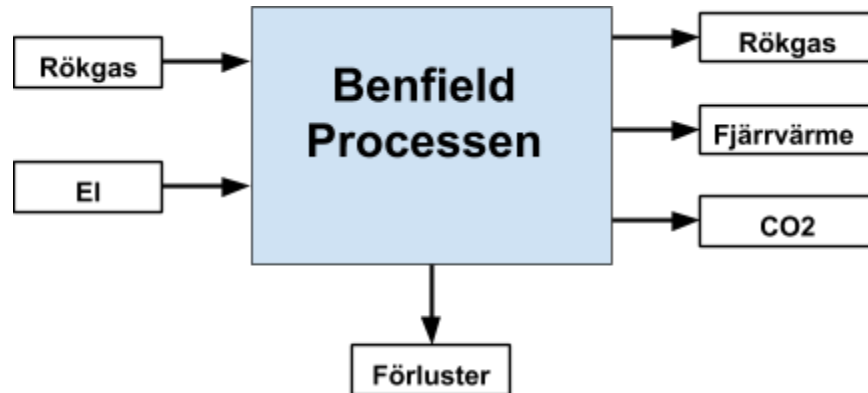 Rökgas
El
Benfield
Processen
Rökgas
Fjärrvärme
CO2
Förluster